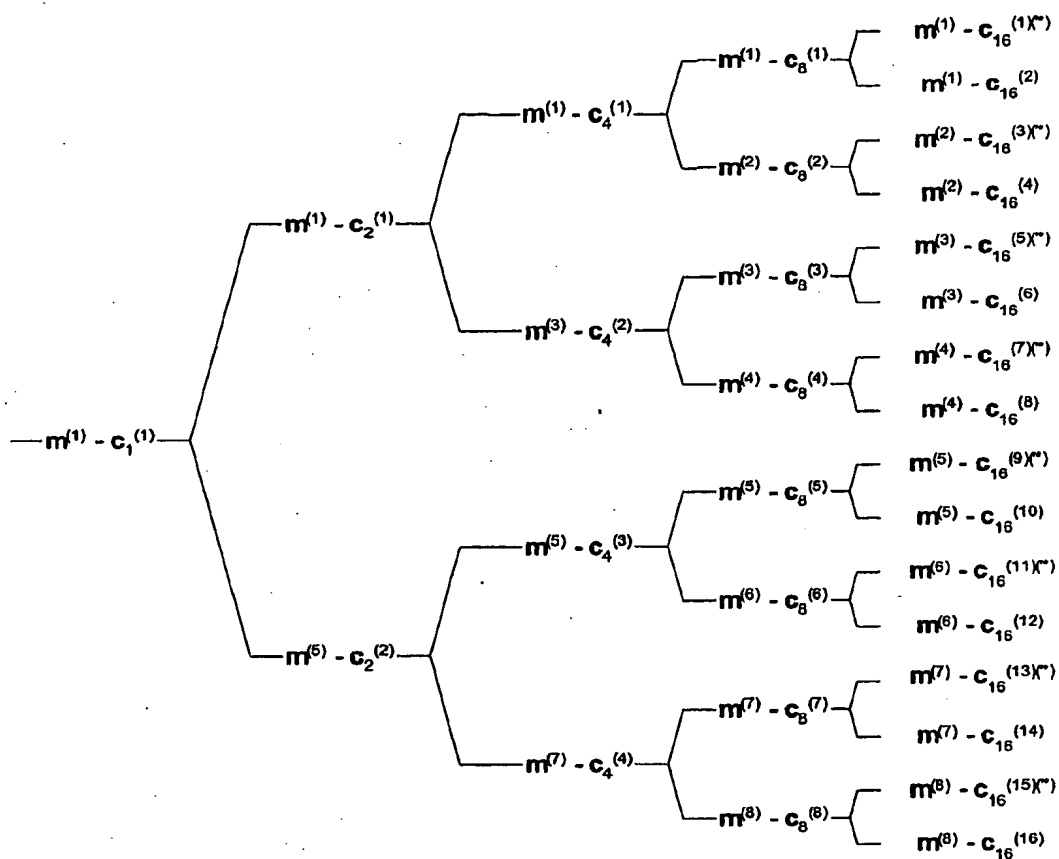 m(1) - c1(1)
m(1) - c2(1)
m(5) - c2(2)
m(1) - c4(1)
m(3) - c4(2)
m(5) - c4(3)
m(7) - c4(4)
m(1) - c8(1)
m(2) - c8(2)
m(3) - c8(3)
m(4) - c8(4)
m(5) - c8(5)
m(6) - c8(6)
m(7) - c8(7)
m(8) - c8(8)
m(1) - c16(1)(**)
m(1) - c16(2)
m(2) - c16(3)(**)
m(2) - c16(4)
m(3) - c16(5)(**)
m(3) - c16(6)
m(4) - c16(7)(**)
m(4) - c16(8)
m(5) - c16(9)(**)
m(5) - c16(10)
m(6) - c16(11)(**)
m(6) - c16(12)
m(7) - c16(13)(**)
m(7) - c16(14)
m(8) - c16(15)(**)
m(8) - c16(16)